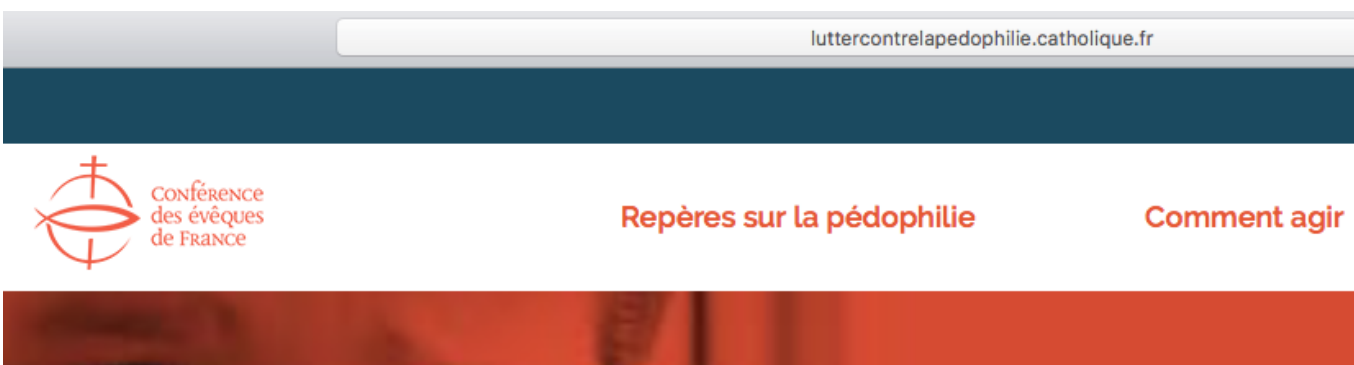 luttercontrelapedophilie.catholique.fr
Conférence
des évêques
de France
Repères sur la pédophilie
Comment agir